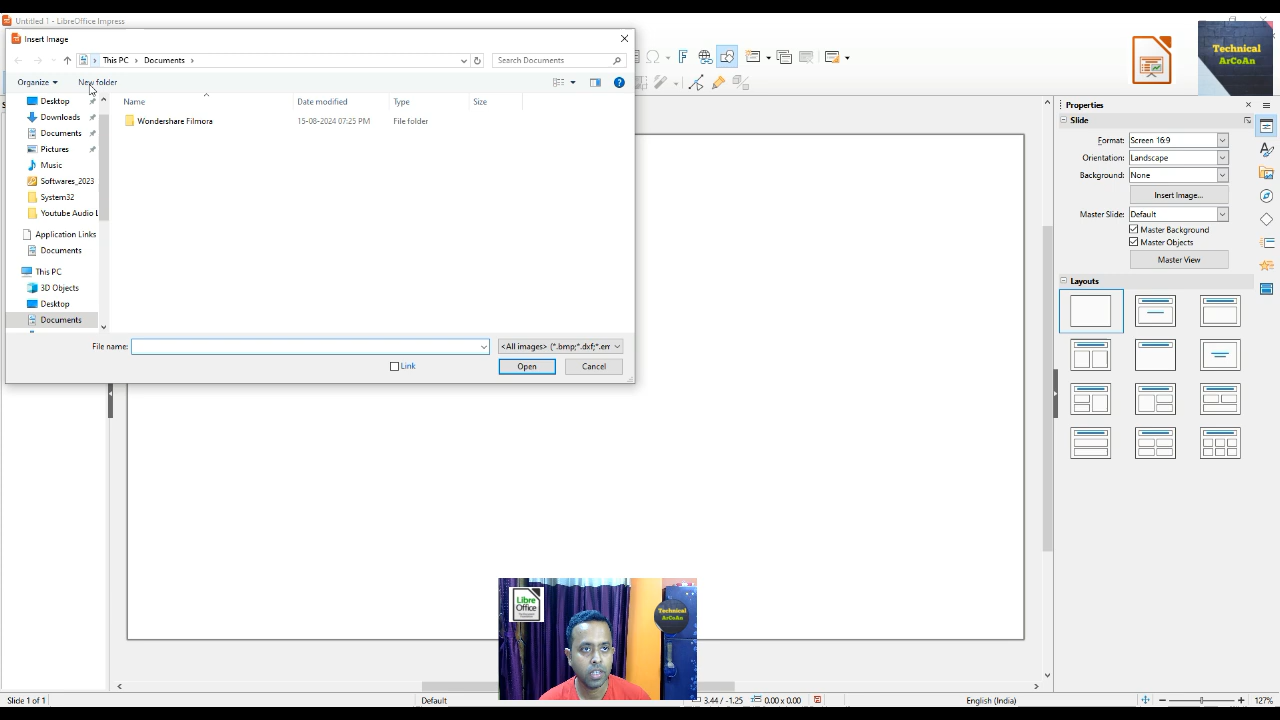 Untitled 1 - LibreOffice Impress
Insert Image
This PC > Documents >
Search Documents
Organize
New folder
Name
Date modified
Type
Size
Wondershare Filmora
15-08-2024 07:25 PM
File folder
Desktop
Downloads
Documents
Pictures
Music
Softwares_2023
System32
Youtube Audio L
Application Links
Documents
This PC
3D Objects
Desktop
Documents
File name:
<All images> (*.bmp;*.dxf;*.em
Link
Open
Cancel
Technical
ArCoAn
Properties
Slide
Format:
Screen 16:9
Orientation:
Landscape
Background:
None
Insert Image...
Master Slide:
Default
Master Background
Master Objects
Master View
Layouts
Libre
Office
Technical
ArCoAn
Slide 1 of 1
Default
3.44 / -1.25
0.00 x 0.00
English (India)
127%